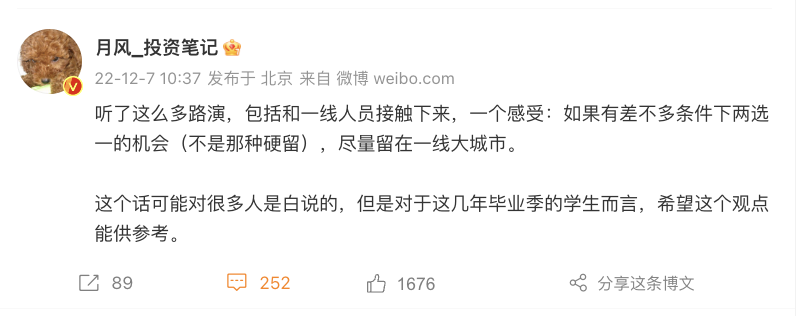 月风_投资笔记
22-12-7 10:37 发布于 北京 来自 微博 weibo.com
听了这么多路演，包括和一线人员接触下来，一个感受：如果有差不多条件下两选
一的机会（不是那种硬留），尽量留在一线大城市。
这个话可能对很多人是白说的，但是对于这几年毕业季的学生而言，希望这个观点
能供参考。
89 252 1676 分享这条博文